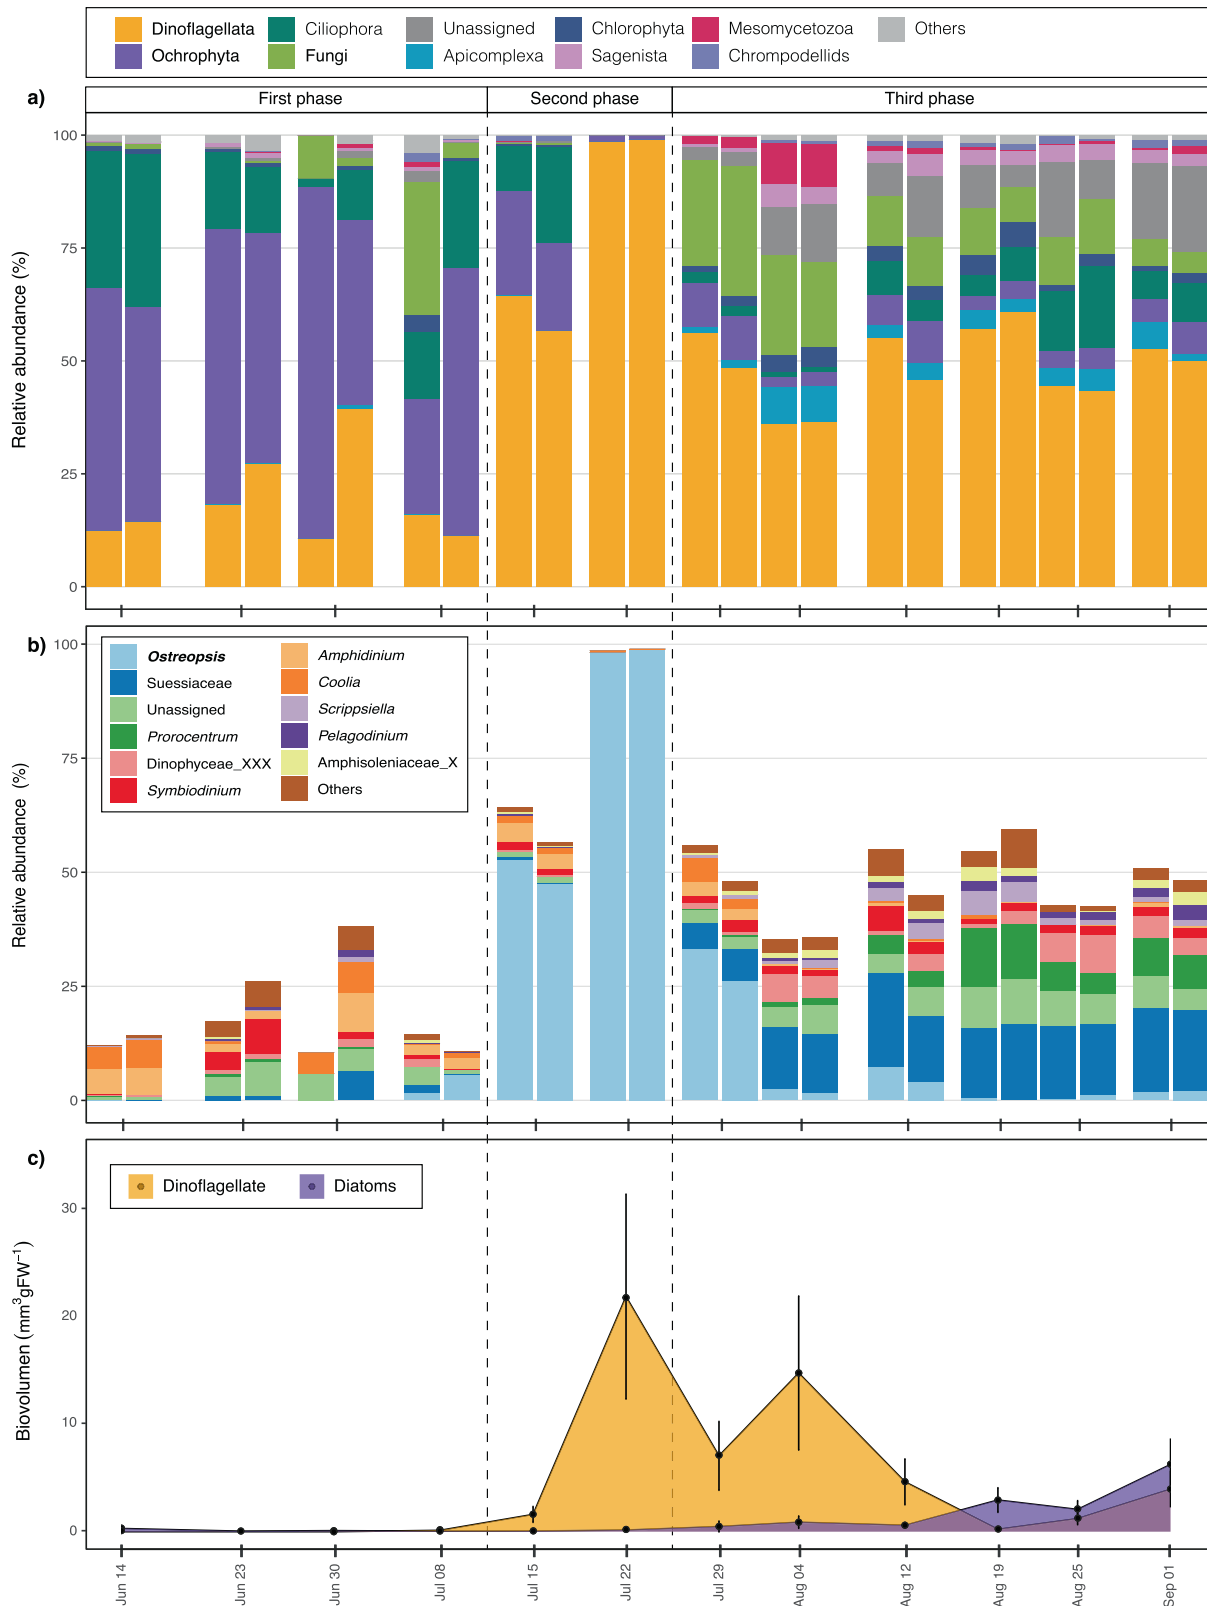 Dinoflagellata Ciliophora Unassigned Chlorophyta Mesomycetozoa Others
Ochrophyta Fungi Apicomplexa Sagenista Chrompodellids
a) First phase Second phase Third phase
100
75
50
25
0
Relative abundance (%)
b)
Ostreopsis Amphidinium
Suessiaceae Coolia
Unassigned Scrippsiella
Prorocentrum Pelagodinium
Dinophyceae_XXX Amphisoleniaceae_X
Symbiodinium Others
100
75
50
25
0
Relative abundance (%)
c)
Dinoflagellate Diatoms
30
20
10
0
Biovolumen (mm³gFW⁻¹)
Jun 14 Jun 23 Jun 30 Jul 08 Jul 15 Jul 22 Jul 29 Aug 04 Aug 12 Aug 19 Aug 25 Sep 01